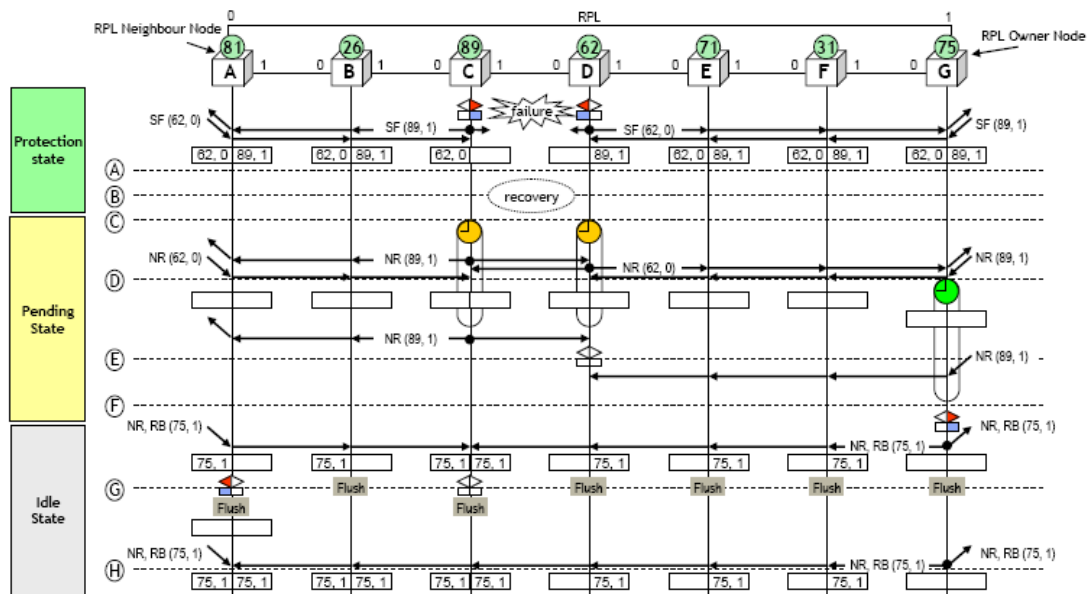 0 RPL 1
RPL Neighbour Node
RPL Owner Node
81 26 89 62 71 31 75
A 1 0 B 1 0 C 1 0 D 1 0 E 1 0 F 1 0 G
failure
SF (62, 0) SF (89, 1) SF (62, 0) SF (89, 1)
Protection
state
62, 0 89, 1 62, 0 89, 1 62, 0 89, 1 62, 0 89, 1 62, 0 89, 1 62, 0 89, 1
A
B
recovery
C
NR (62, 0) NR (89, 1) NR (62, 0) NR (89, 1)
D
Pending
State
NR (89, 1)
E
NR (89, 1)
F
NR, RB (75, 1) NR, RB (75, 1) NR, RB (75, 1)
75, 1 75, 1 75, 1 75, 1 75, 1 75, 1 75, 1
G
Flush Flush Flush Flush
Flush Flush
Idle
State
NR, RB (75, 1) NR, RB (75, 1) NR, RB (75, 1)
H
75, 1 75, 1 75, 1 75, 1 75, 1 75, 1 75, 1 75, 1 75, 1